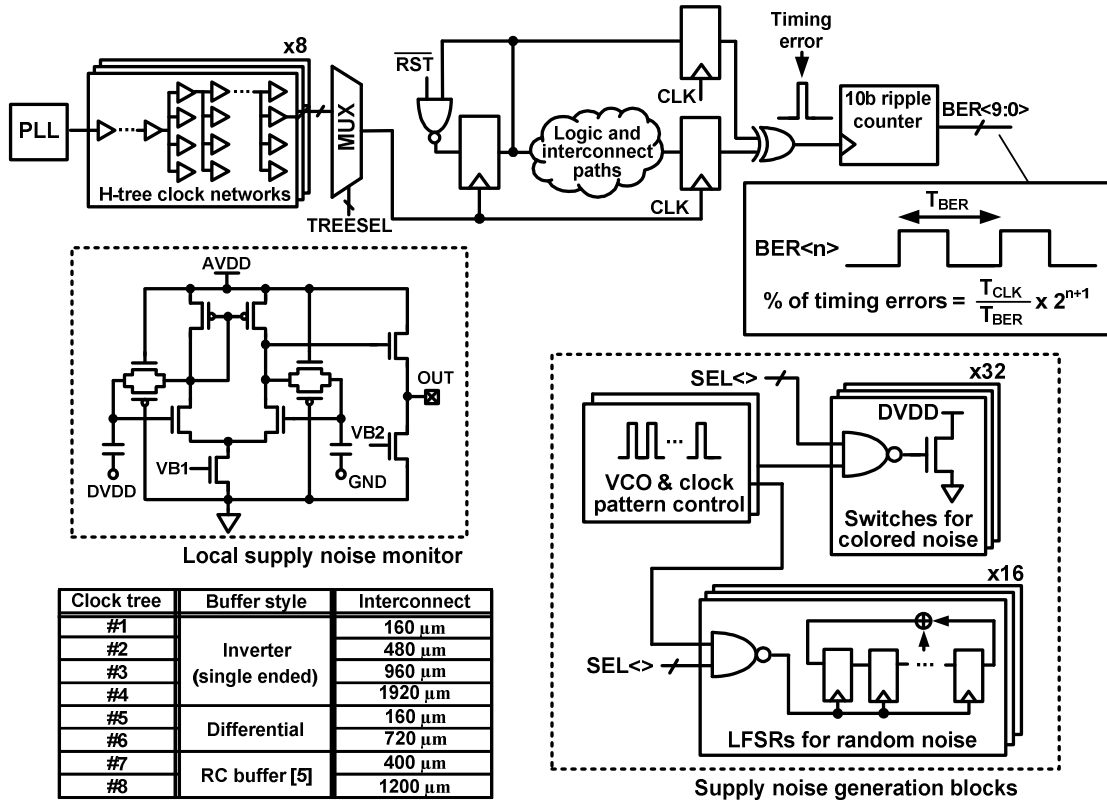 x8
PLL
H-tree clock networks
MUX
TREESEL
RST
CLK
Logic and
interconnect
paths
CLK
Timing
error
10b ripple
counter
BER<9:0>
TBER
BER<n>
% of timing errors = TCLK/TBER x 2^n+1
AVDD
OUT
VB2
VB1
DVDD
GND
Local supply noise monitor
Clock tree Buffer style Interconnect
#1 Inverter (single ended) 160 µm
#2 480 µm
#3 960 µm
#4 1920 µm
#5 Differential 160 µm
#6 720 µm
#7 RC buffer [5] 400 µm
#8 1200 µm
SEL<>
x32
DVDD
...
VCO & clock
pattern control
Switches for
colored noise
x16
SEL<>
...
LFSRs for random noise
Supply noise generation blocks